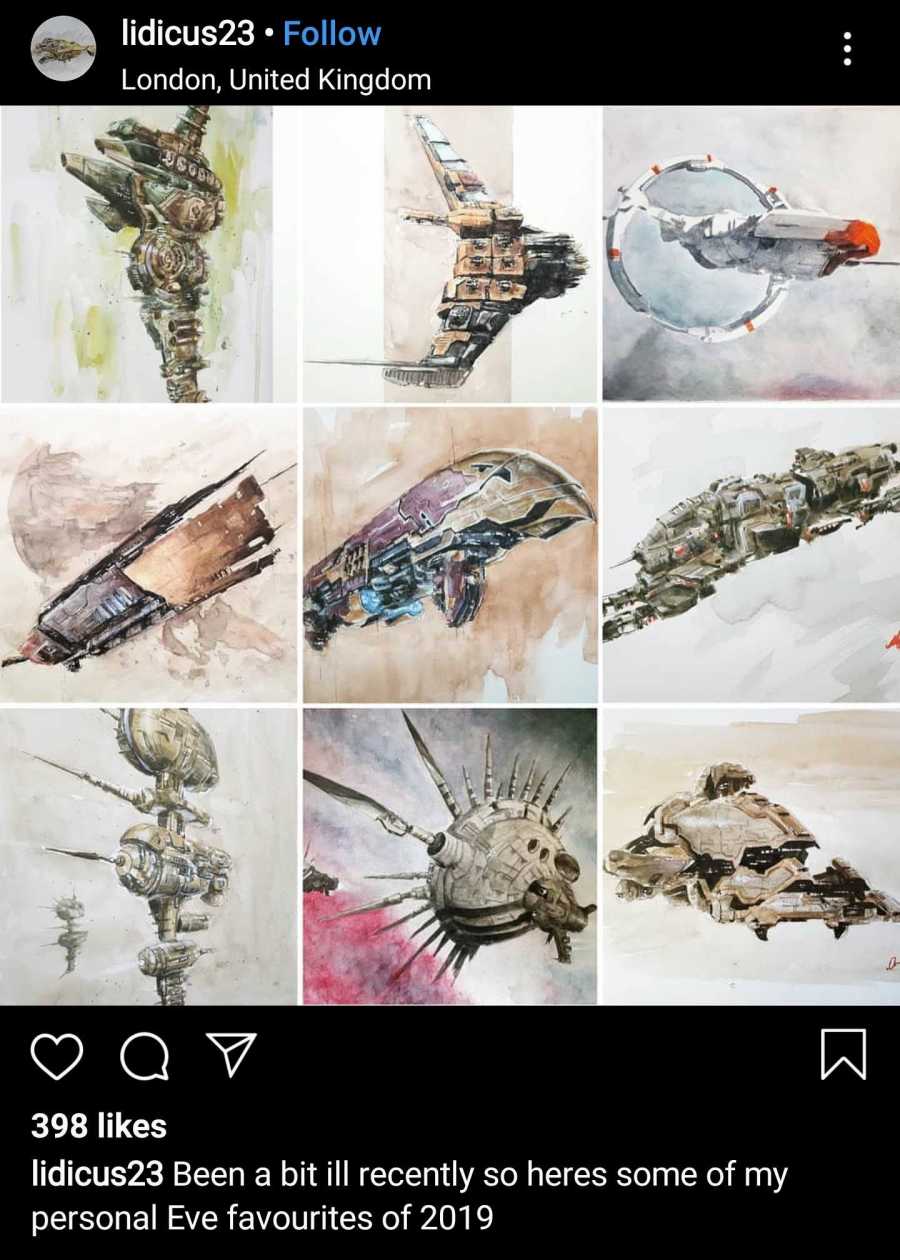 lidicus23 • Follow
London, United Kingdom
398 likes
lidicus23 Been a bit ill recently so heres some of my
personal Eve favourites of 2019